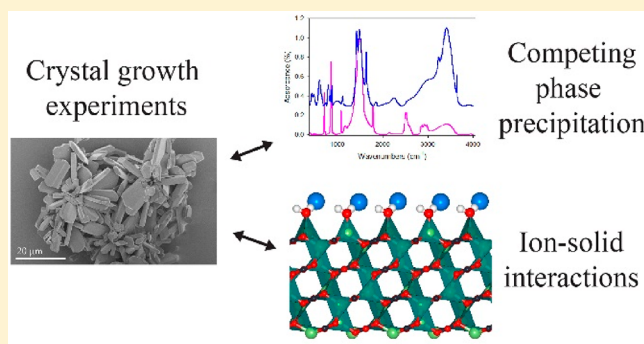 Crystal growth
experiments
20 μm
1.2
1.0
0.8
0.6
0.4
0.2
0.0
Absorbance (%)
1000
2000
3000
4000
Wavenumbers (cm⁻¹)
Competing
phase
precipitation
Ion-solid
interactions